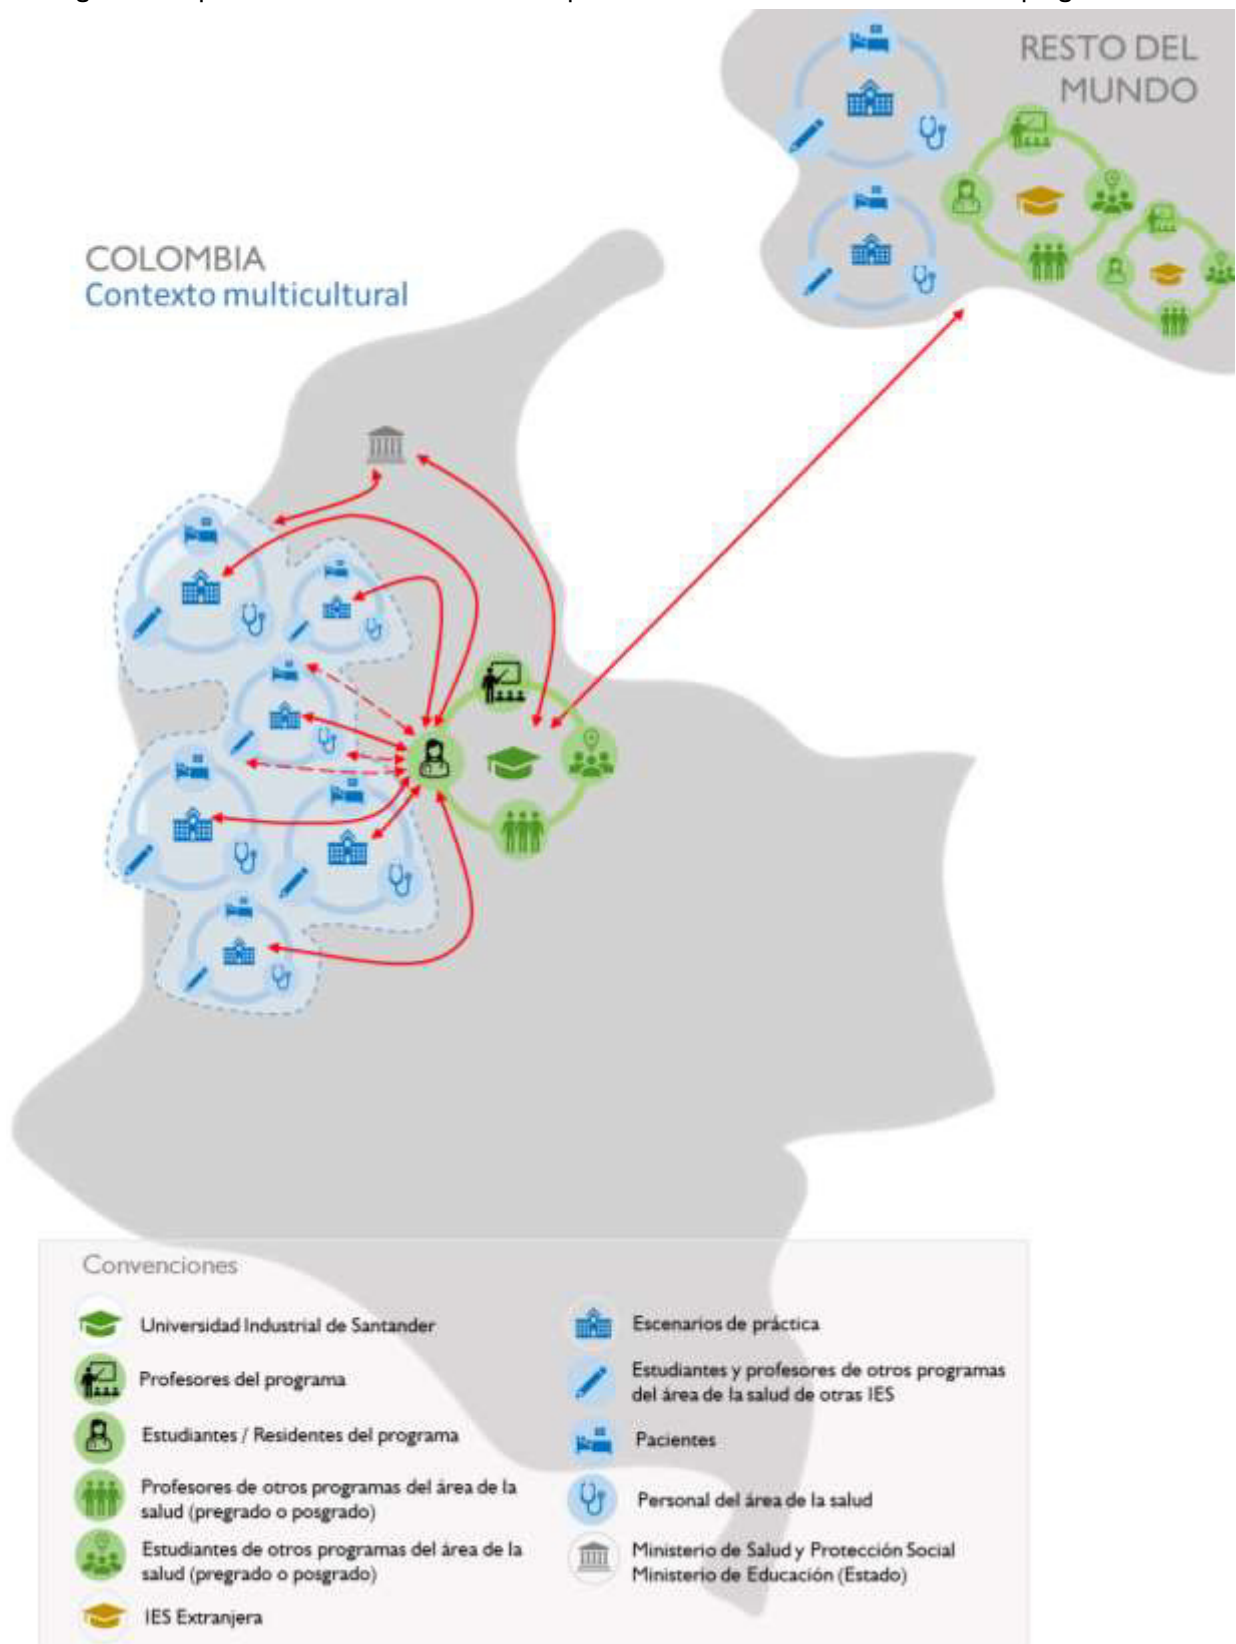 RESTO DEL
MUNDO
COLOMBIA
Contexto multicultural
Convenciones
Universidad Industrial de Santander
Profesores del programa
Estudiantes / Residentes del programa
Profesores de otros programas del área de la
salud (pregrado o posgrado)
Estudiantes de otros programas del área de la
salud (pregrado o posgrado)
IES Extranjera
Escenarios de práctica
Estudiantes y profesores de otros programas
del área de la salud de otras IES
Pacientes
Personal del área de la salud
Ministerio de Salud y Protección Social
Ministerio de Educación (Estado)